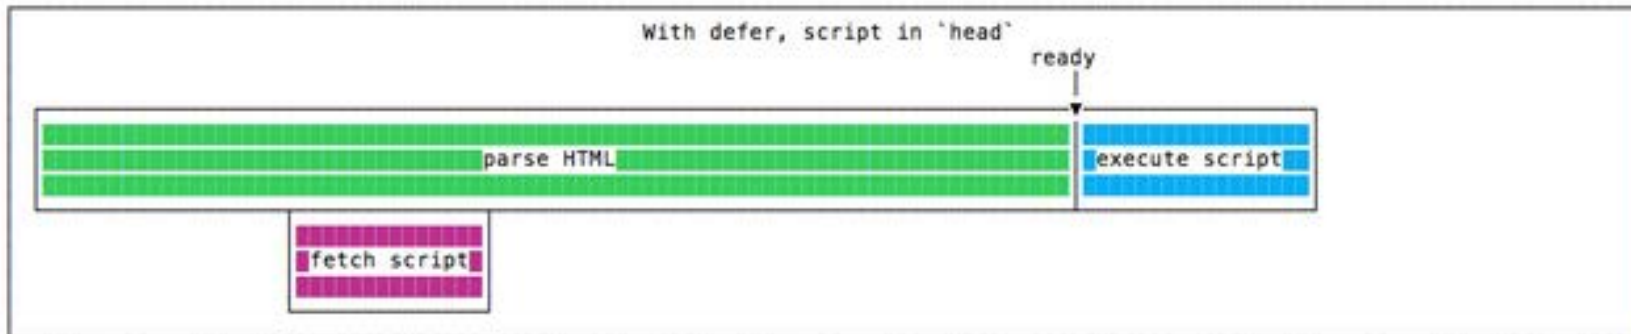 With defer, script in `head`
ready
parse HTML
execute script
fetch script